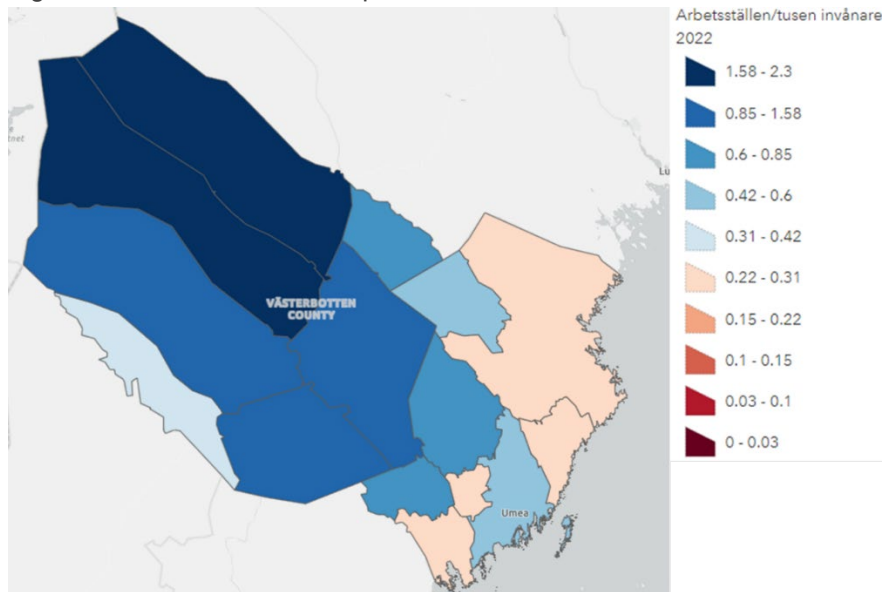 Arbetsställen/tusen invånare
2022
1.58 - 2.3
0.85 - 1.58
0.6 - 0.85
0.42 - 0.6
0.31 - 0.42
0.22 - 0.31
0.15 - 0.22
0.1 - 0.15
0.03 - 0.1
0 - 0.03
VÄSTERBOTTEN
COUNTY
Umea